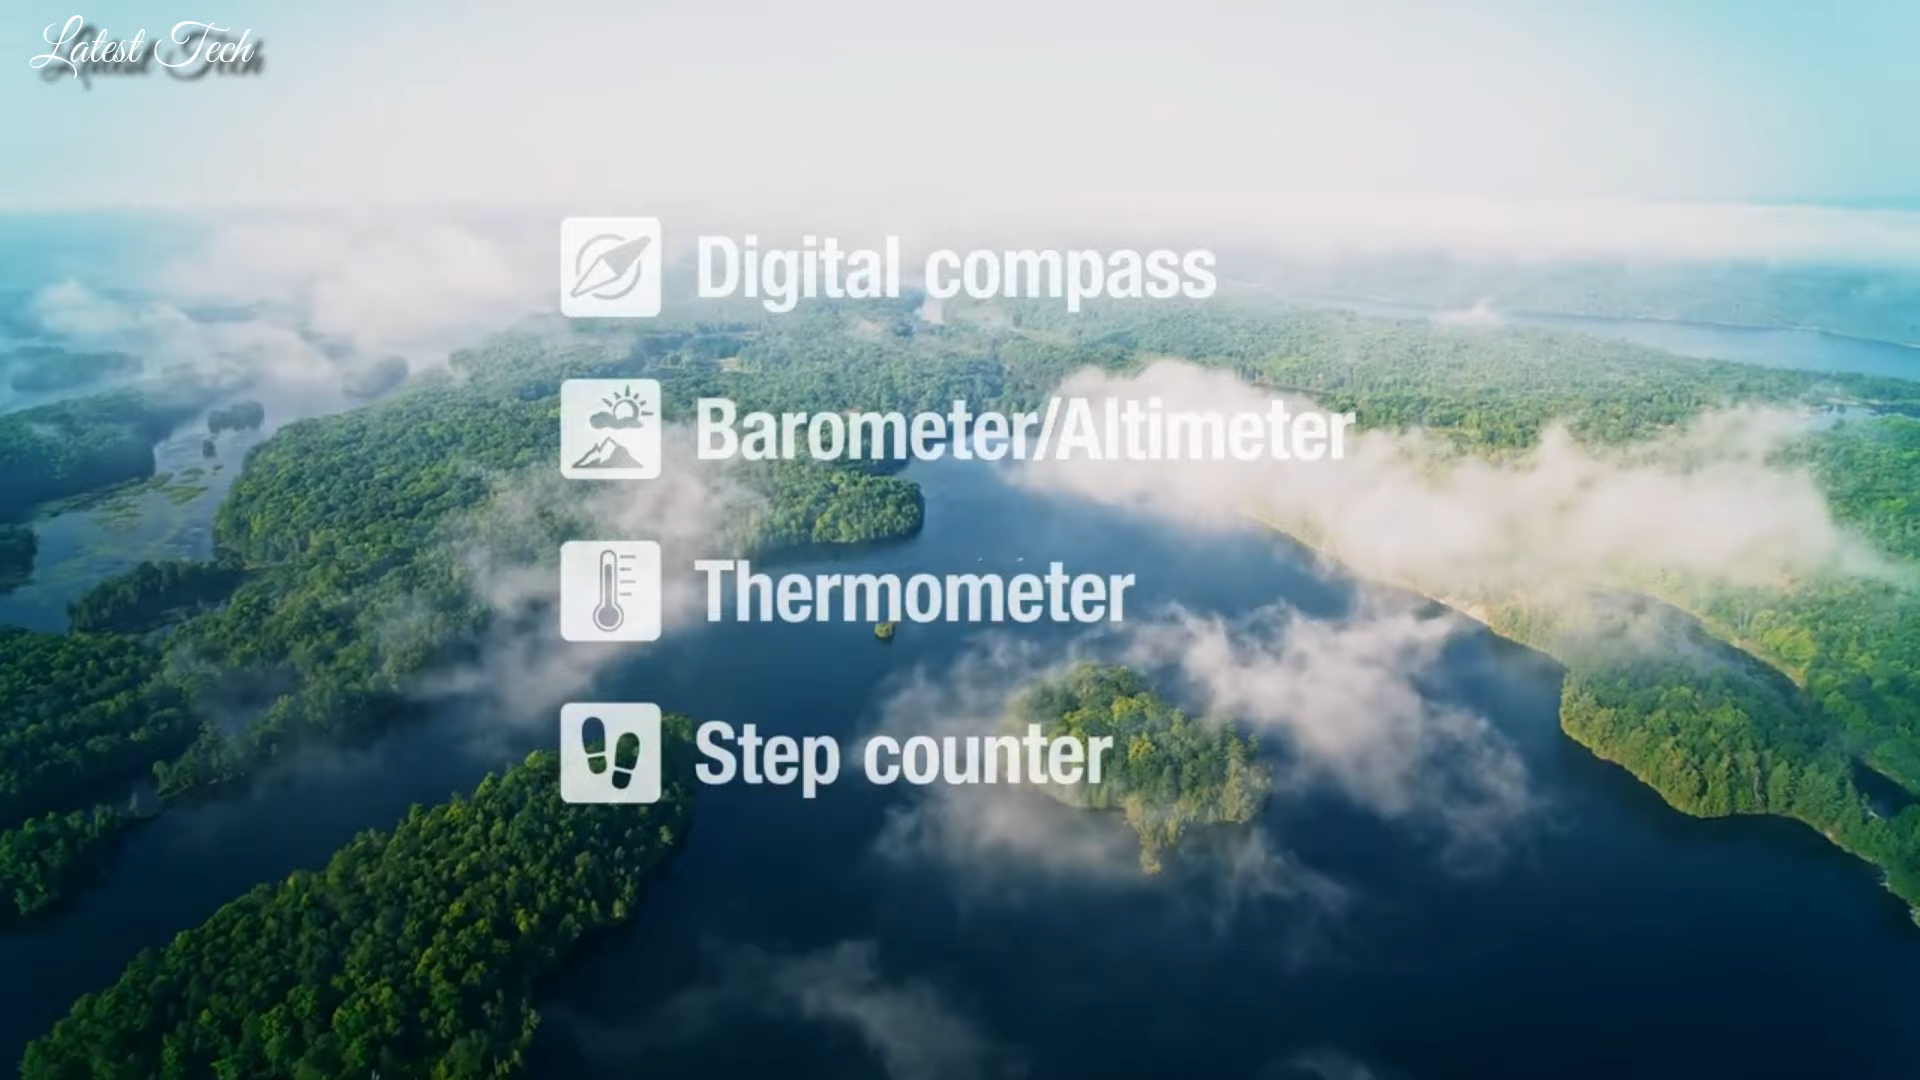 Latest Tech
Digital compass
Barometer/Altimeter
Thermometer
Step counter